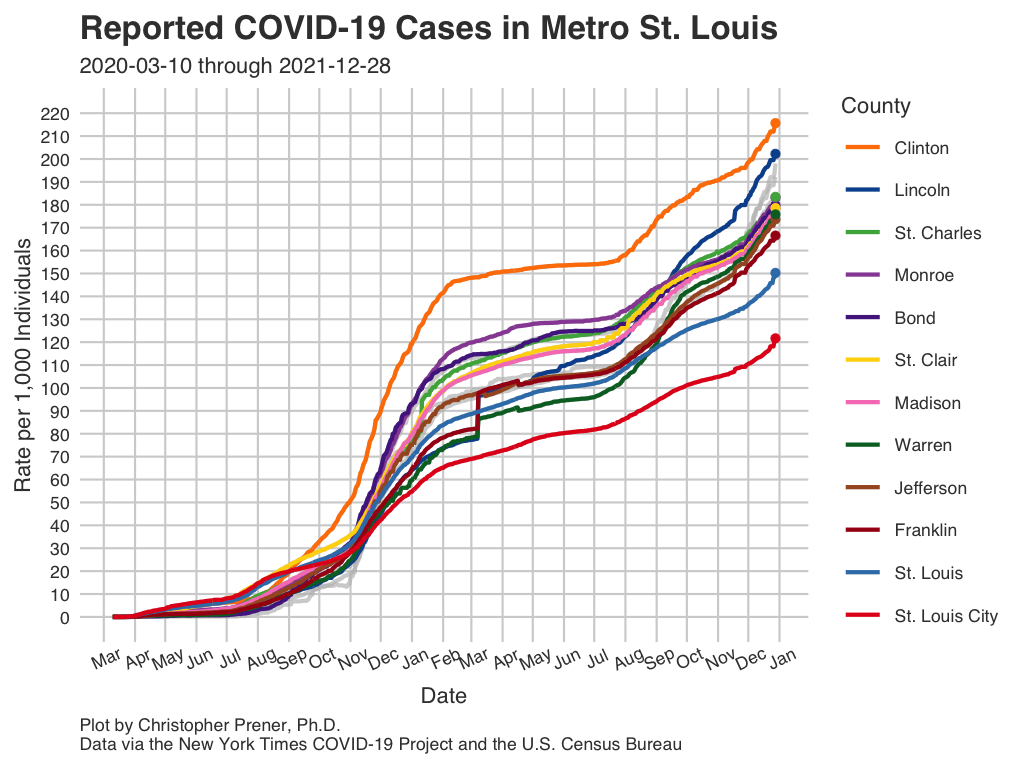 Reported COVID-19 Cases in Metro St. Louis
2020-03-10 through 2021-12-28
Rate per 1,000 Individuals
220
210
200
190
180
170
160
150
140
130
120
110
100
90
80
70
60
50
40
30
20
10
0
Mar Apr May Jun Jul Aug Sep Oct Nov Dec Jan Feb Mar Apr May Jun Jul Aug Sep Oct Nov Dec Jan
Date
County
Clinton
Lincoln
St. Charles
Monroe
Bond
St. Clair
Madison
Warren
Jefferson
Franklin
St. Louis
St. Louis City
Plot by Christopher Prener, Ph.D.
Data via the New York Times COVID-19 Project and the U.S. Census Bureau